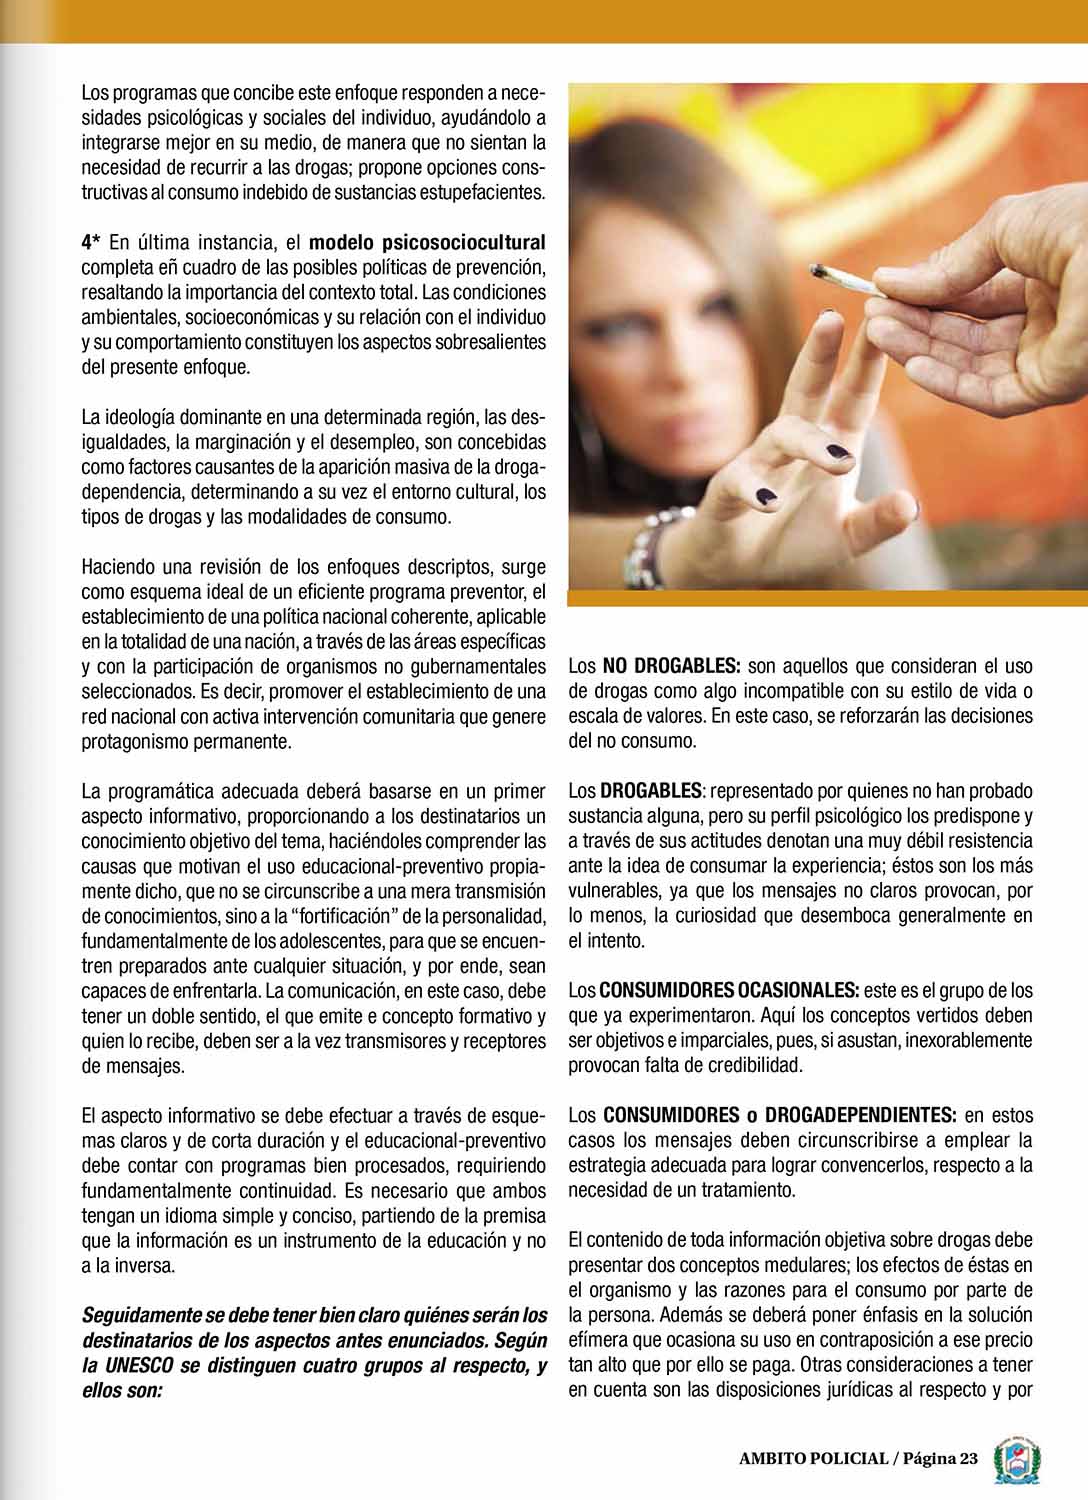 Los programas que concibe este enfoque responden a nece-
sidades psicológicas y sociales del individuo, ayudándolo a
integrarse mejor en su medio, de manera que no sientan la
necesidad de recurrir a las drogas; propone opciones cons-
tructivas al consumo indebido de sustancias estupefacientes.
4* En última instancia, el modelo psicosociocultural
completa eñ cuadro de las posibles políticas de prevención,
resaltando la importancia del contexto total. Las condiciones
ambientales, socioeconómicas y su relación con el individuo
y su comportamiento constituyen los aspectos sobresalientes
del presente enfoque.
La ideología dominante en una determinada región, las des-
igualdades, la marginación y el desempleo, son concebidas
como factores causantes de la aparición masiva de la droga-
dependencia, determinando a su vez el entorno cultural, los
tipos de drogas y las modalidades de consumo.
Haciendo una revisión de los enfoques descriptos, surge
como esquema ideal de un eficiente programa preventor, el
establecimiento de una política nacional coherente, aplicable
en la totalidad de una nación, a través de las áreas específicas
y con la participación de organismos no gubernamentales
seleccionados. Es decir, promover el establecimiento de una
red nacional con activa intervención comunitaria que genere
protagonismo permanente.
La programática adecuada deberá basarse en un primer
aspecto informativo, proporcionando a los destinatarios un
conocimiento objetivo del tema, haciéndoles comprender las
causas que motivan el uso educacional-preventivo propia-
mente dicho, que no se circunscribe a una mera transmisión
de conocimientos, sino a la “fortificación” de la personalidad,
fundamentalmente de los adolescentes, para que se encuen-
tren preparados ante cualquier situación, y por ende, sean
capaces de enfrentarla. La comunicación, en este caso, debe
tener un doble sentido, el que emite e concepto formativo y
quien lo recibe, deben ser a la vez transmisores y receptores
de mensajes.
El aspecto informativo se debe efectuar a través de esque-
mas claros y de corta duración y el educacional-preventivo
debe contar con programas bien procesados, requiriendo
fundamentalmente continuidad. Es necesario que ambos
tengan un idioma simple y conciso, partiendo de la premisa
que la información es un instrumento de la educación y no
a la inversa.
Seguidamente se debe tener bien claro quiénes serán los
destinatarios de los aspectos antes enunciados. Según
la UNESCO se distinguen cuatro grupos al respecto, y
ellos son:
Los NO DROGABLES: son aquellos que consideran el uso
de drogas como algo incompatible con su estilo de vida o
escala de valores. En este caso, se reforzarán las decisiones
del no consumo.
Los DROGABLES: representado por quienes no han probado
sustancia alguna, pero su perfil psicológico los predispone y
a través de sus actitudes denotan una muy débil resistencia
ante la idea de consumar la experiencia; éstos son los más
vulnerables, ya que los mensajes no claros provocan, por
lo menos, la curiosidad que desemboca generalmente en
el intento.
Los CONSUMIDORES OCASIONALES: este es el grupo de los
que ya experimentaron. Aquí los conceptos vertidos deben
ser objetivos e imparciales, pues, si asustan, inexorablemente
provocan falta de credibilidad.
Los CONSUMIDORES o DROGADEPENDIENTES: en estos
casos los mensajes deben circunscribirse a emplear la
estrategia adecuada para lograr convencerlos, respecto a la
necesidad de un tratamiento.
El contenido de toda información objetiva sobre drogas debe
presentar dos conceptos medulares; los efectos de éstas en
el organismo y las razones para el consumo por parte de
la persona. Además se deberá poner énfasis en la solución
efímera que ocasiona su uso en contraposición a ese precio
tan alto que por ello se paga. Otras consideraciones a tener
en cuenta son las disposiciones jurídicas al respecto y por
AMBITO POLICIAL / Página 23